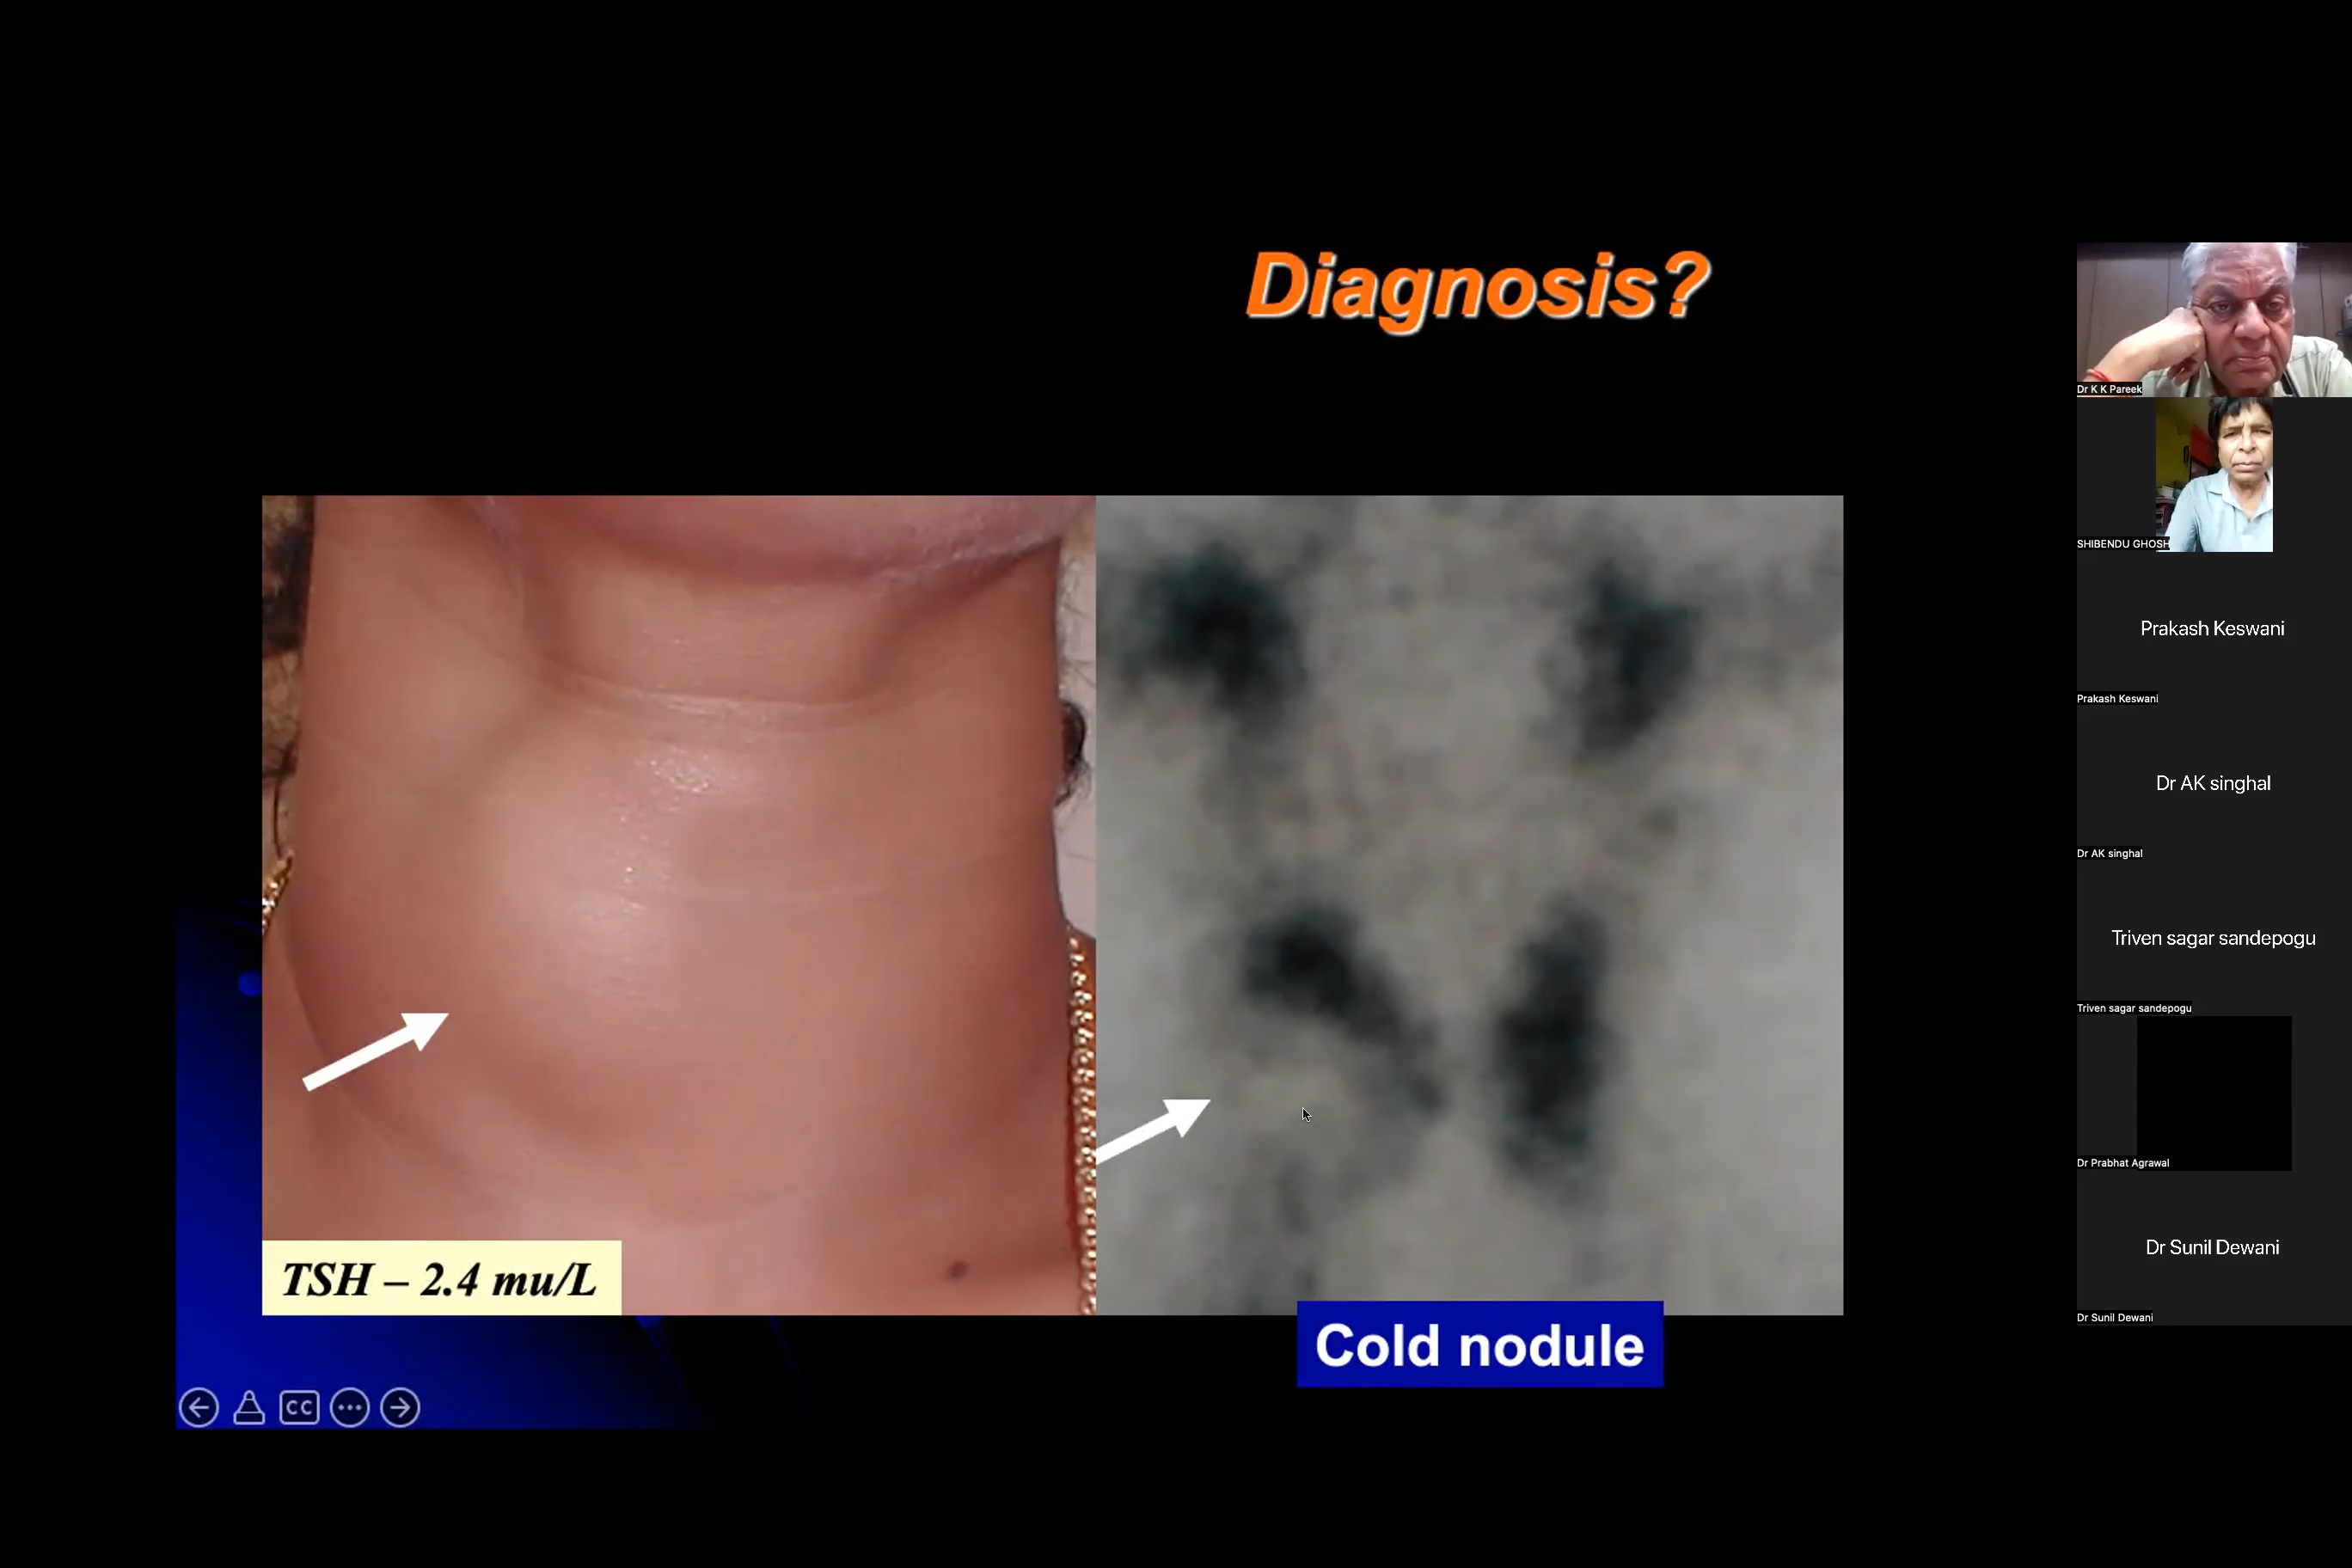 Diagnosis?
TSH – 2.4 mu/L
Cold nodule
CC
Dr K K Pareek
SHIBENDU GHOSH
Prakash Keswani
Prakash Keswani
Dr AK singhal
Dr AK singhal
Triven sagar sandepogu
Triven sagar sandepogu
Dr Prabhat Agrawal
Dr Sunil Dewani
Dr Sunil Dewani